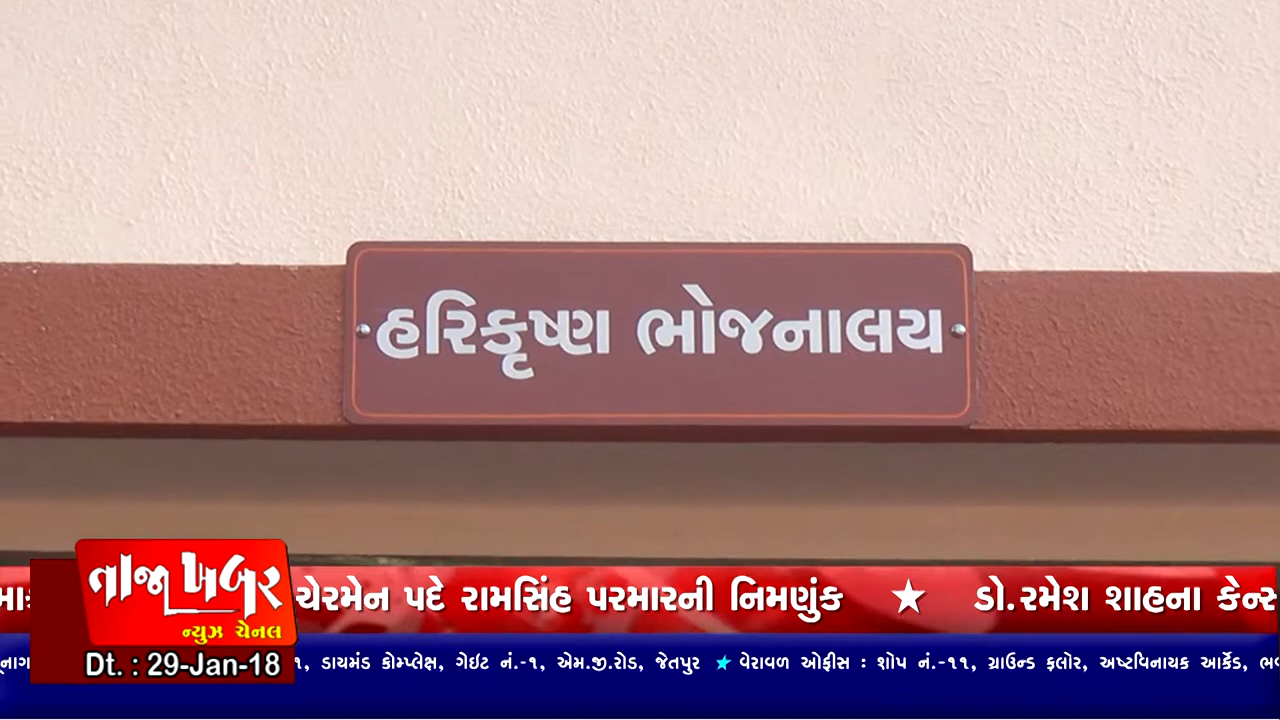 હરિકૃષ્ણ ભોજનાલય
તાજા ખબર
ન્યુઝ ચેનલ
Dt. : 29-Jan-18
ચેરમેન પદે રામસિંહ પરમારની નિમણુંક ★ ડો.રમેશ શાહના
૧, ડાયમંડ કોમ્પ્લેક્ષ, ગેઇટ નં.-૧, એમ.જી.રોડ, જેતપુર ★ વેરાવળ ઓફીસ : શોપ નં.-૧૧, ગ્રાઉન્ડ ફ્લોર, અષ્ટવિનાયક આર્કેડ,